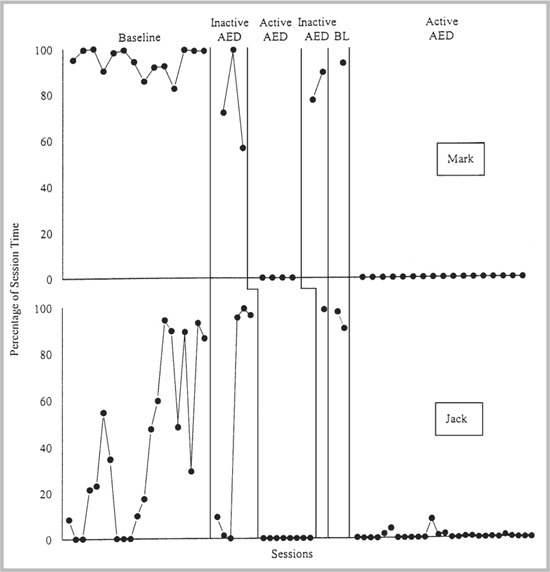 Baseline
Inactive AED
Active AED
Inactive AED
BL
Active AED
Percentage of Session Time
100
80
60
40
20
0
Mark
100
80
60
40
20
0
Jack
Sessions